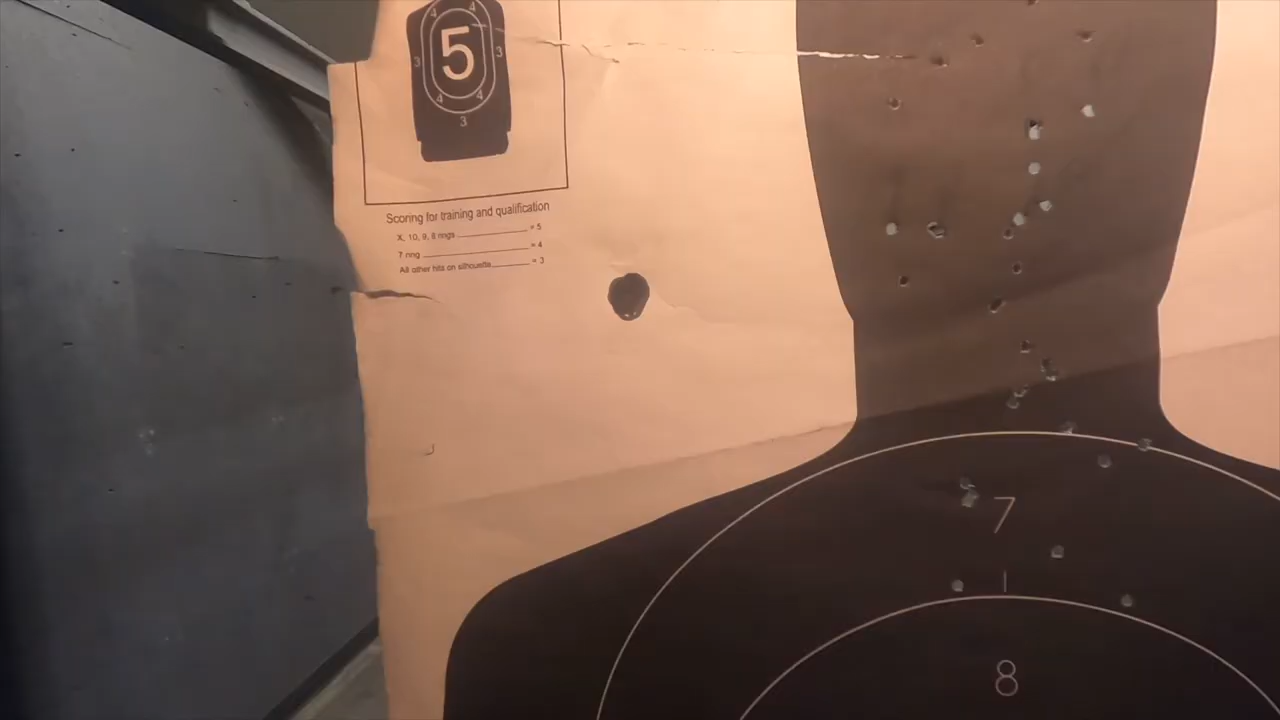 4 4
5
3 3
4 4
3
Scoring for training and qualification
X, 10, 9, 8 rings = 5
7 ring = 4
All other hits on silhouette = 3
7
8